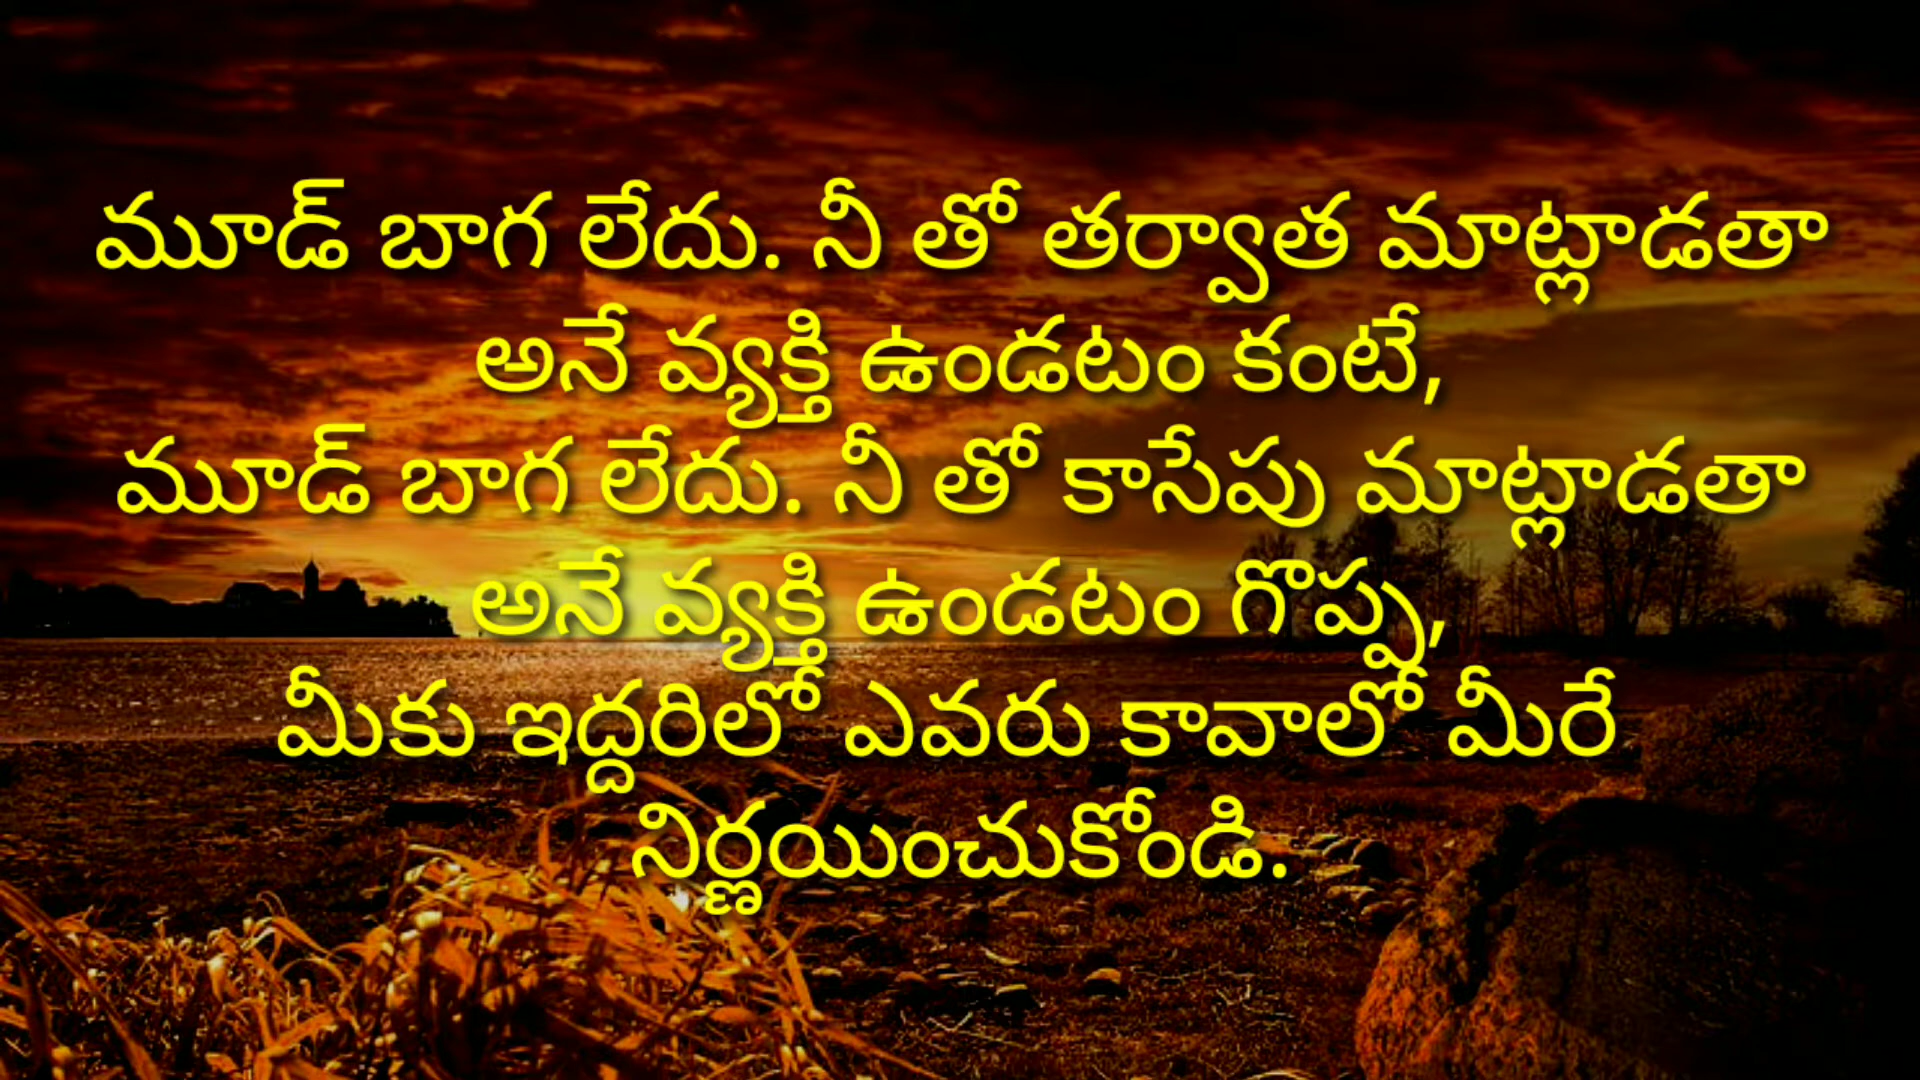 మూడ్ బాగ లేదు. నీ తో తర్వాత మాట్లాడతా
అనే వ్యక్తి ఉండటం కంటే,
మూడ్ బాగ లేదు. నీ తో కాసేపు మాట్లాడతా
అనే వ్యక్తి ఉండటం గొప్ప,
మీకు ఇద్దరిలో ఎవరు కావాలో మీరే
నిర్ణయించుకోండి.